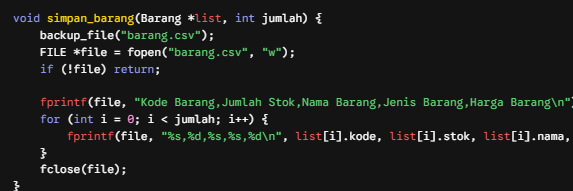 void simpan_barang(Barang *list, int jumlah) {
backup_file("barang.csv");
FILE *file = fopen("barang.csv", "w");
if (!file) return;
fprintf(file, "Kode Barang,Jumlah Stok,Nama Barang,Jenis Barang,Harga Barang\n"
for (int i = 0; i < jumlah; i++) {
fprintf(file, "%s,%d,%s,%s,%d\n", list[i].kode, list[i].stok, list[i].nama,
}
fclose(file);
}